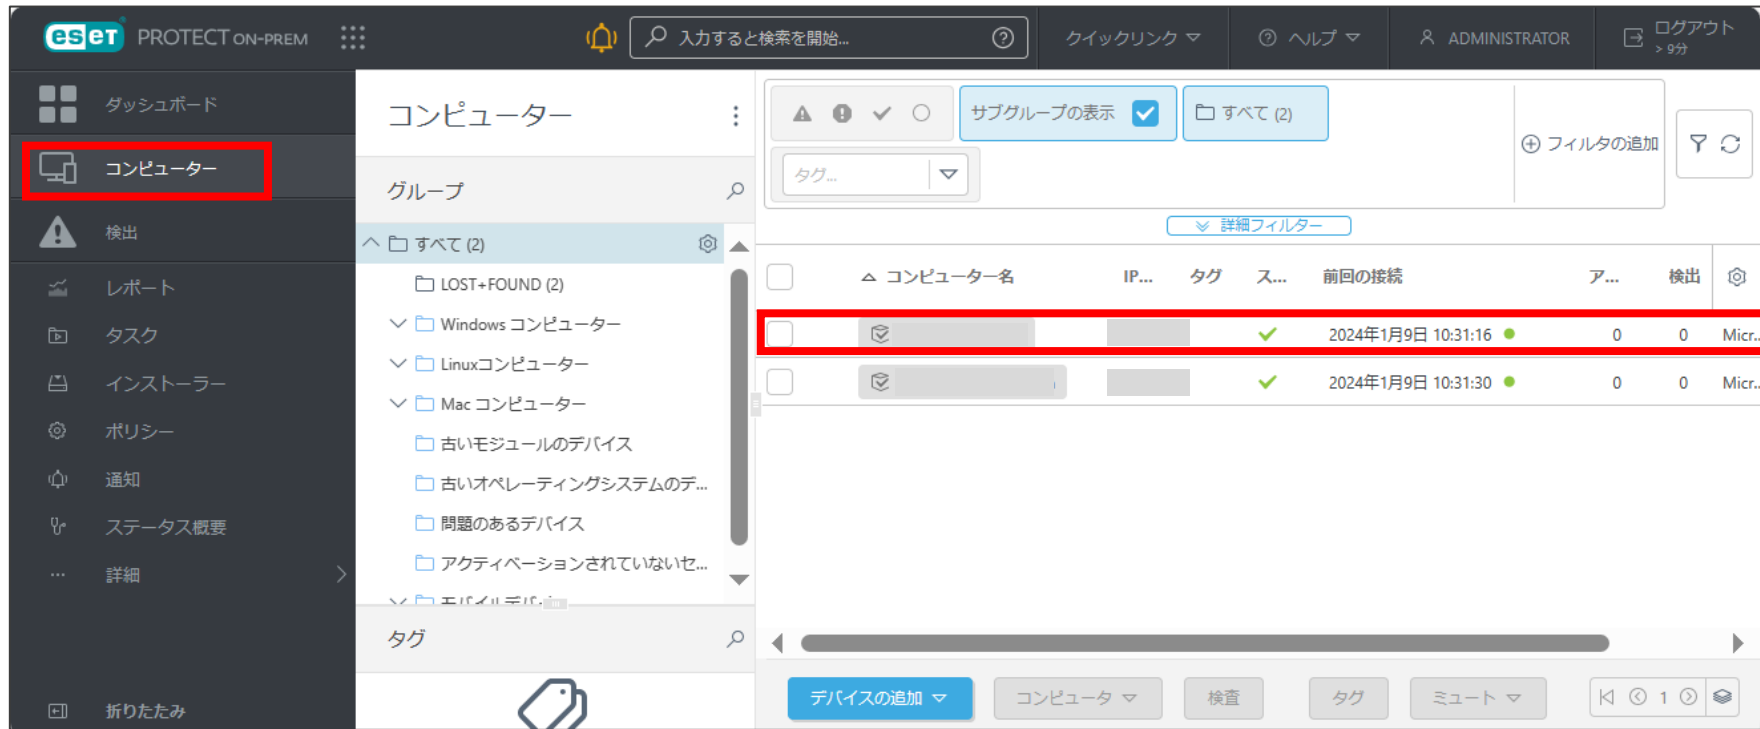 eset PROTECT ON-PREM
入力すると検索を開始...
クイックリンク
ヘルプ
ADMINISTRATOR
ログアウト
> 9分
ダッシュボード
コンピューター
検出
レポート
タスク
インストーラー
ポリシー
通知
ステータス概要
詳細
折りたたみ
コンピューター
グループ
すべて (2)
LOST+FOUND (2)
Windows コンピューター
Linuxコンピューター
Mac コンピューター
古いモジュールのデバイス
古いオペレーティングシステムのデ...
問題のあるデバイス
アクティベーションされていないセ...
タグ
サブグループの表示
すべて (2)
フィルタの追加
タグ...
詳細フィルター
コンピューター名 IP... タグ ス... 前回の接続 ア... 検出
2024年1月9日 10:31:16 0 0 Micr..
2024年1月9日 10:31:30 0 0 Micr..
デバイスの追加 コンピュータ 検査 タグ ミュート 1